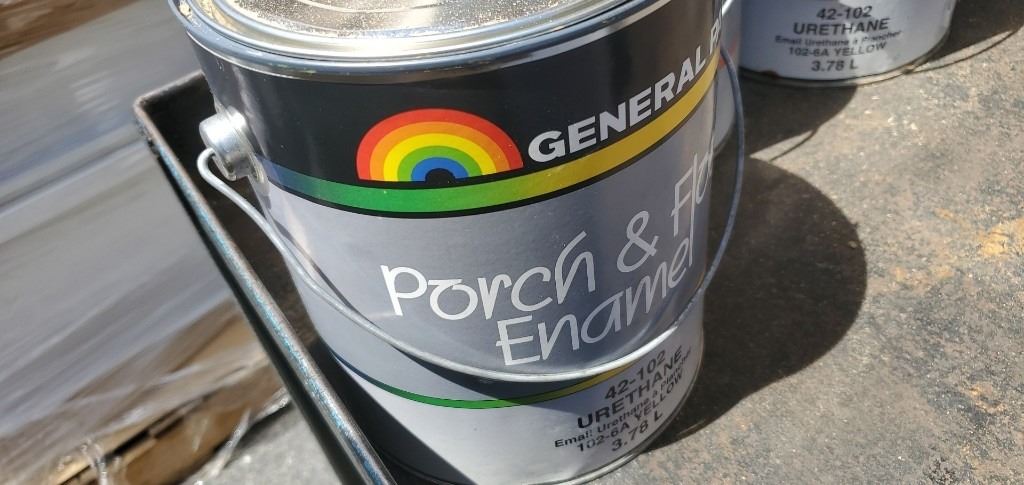 GENERAL
Porch &
Enamel
42-102
URETHANE
102-6A YELLOW
3.78 L
42-102
URETHANE
Email Urethane à Plancher
102-6A YELLOW
3.78 L